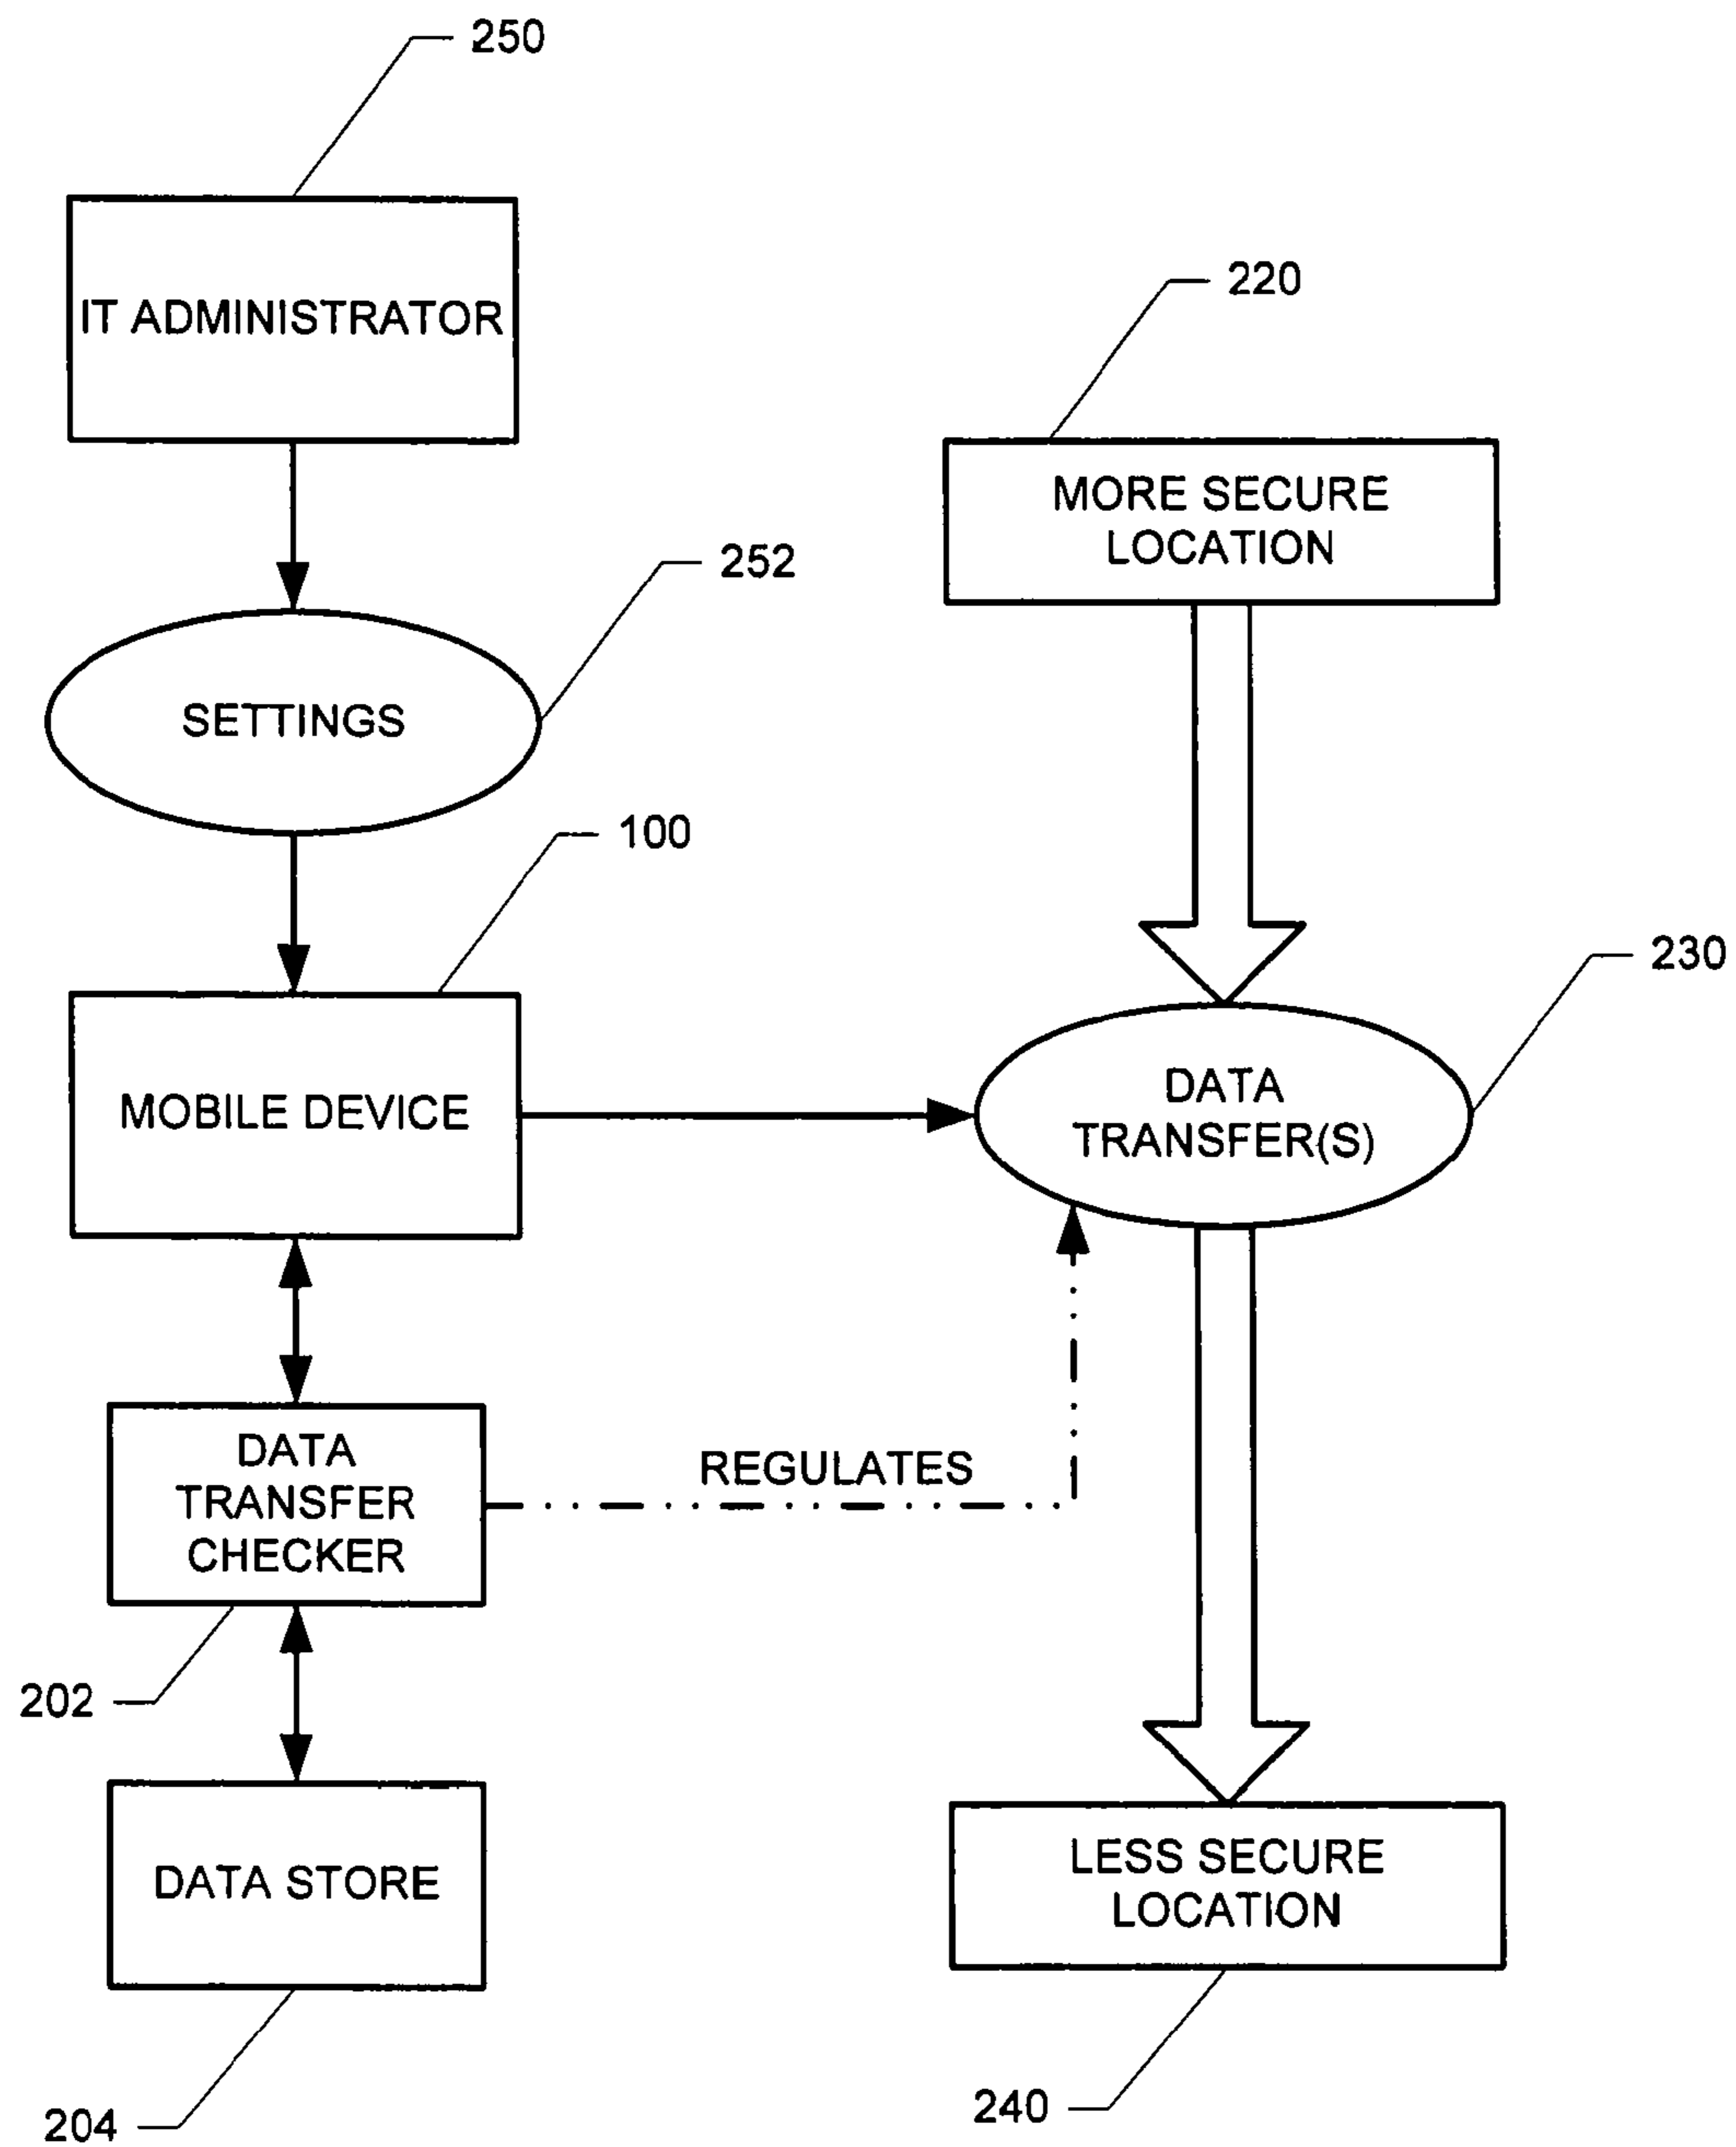 250
IT ADMINISTRATOR
220
MORE SECURE
LOCATION
252
SETTINGS
100
230
MOBILE DEVICE
DATA
TRANSFER(S)
DATA
TRANSFER
CHECKER
REGULATES
202
DATA STORE
LESS SECURE
LOCATION
204
240